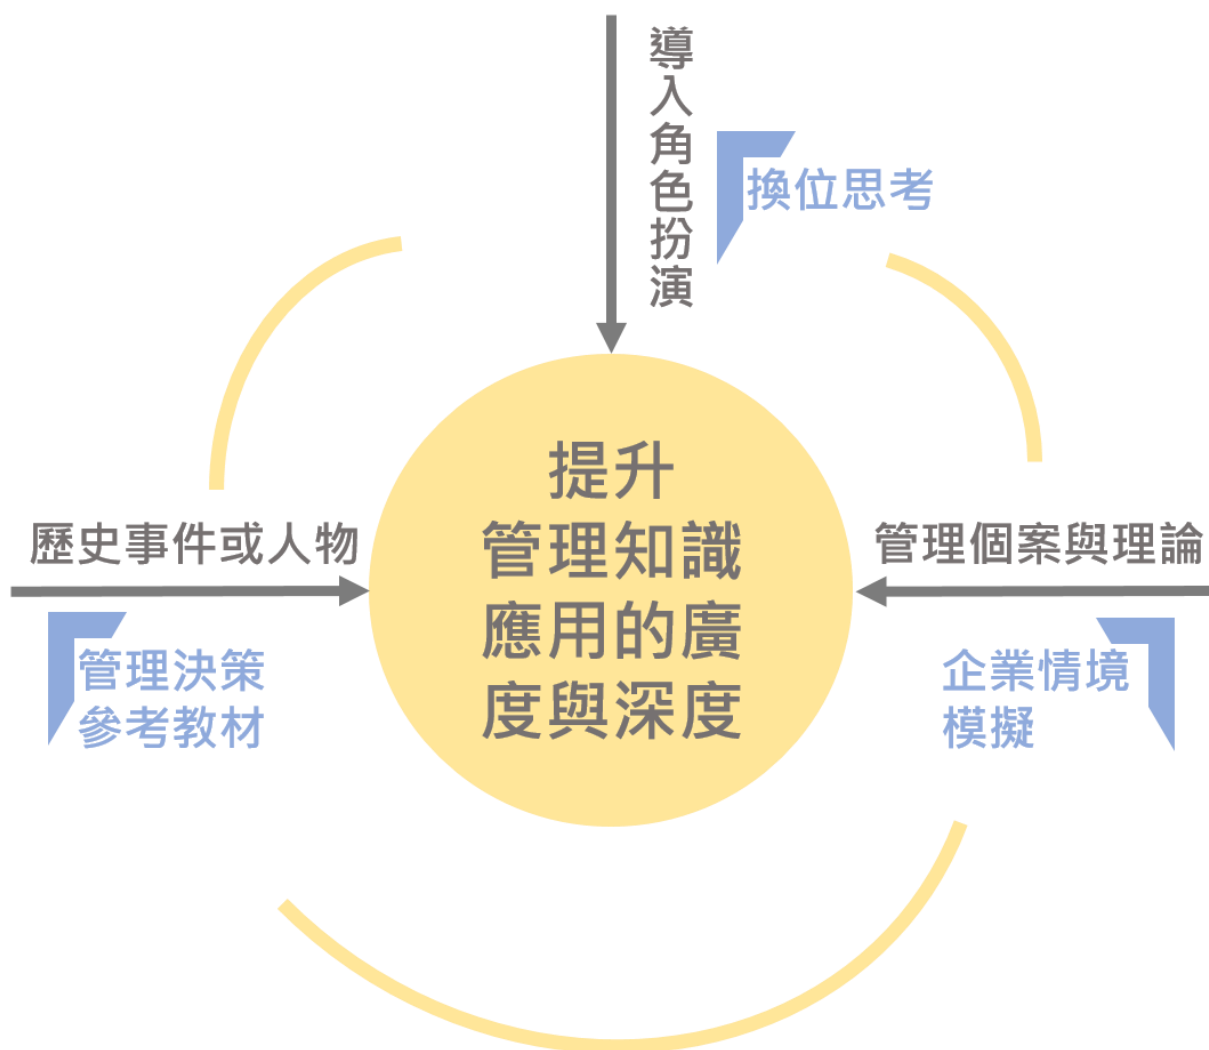 導入角色扮演
換位思考
提升
管理知識
應用的廣
度與深度
歷史事件或人物
管理決策
參考教材
管理個案與理論
企業情境
模擬